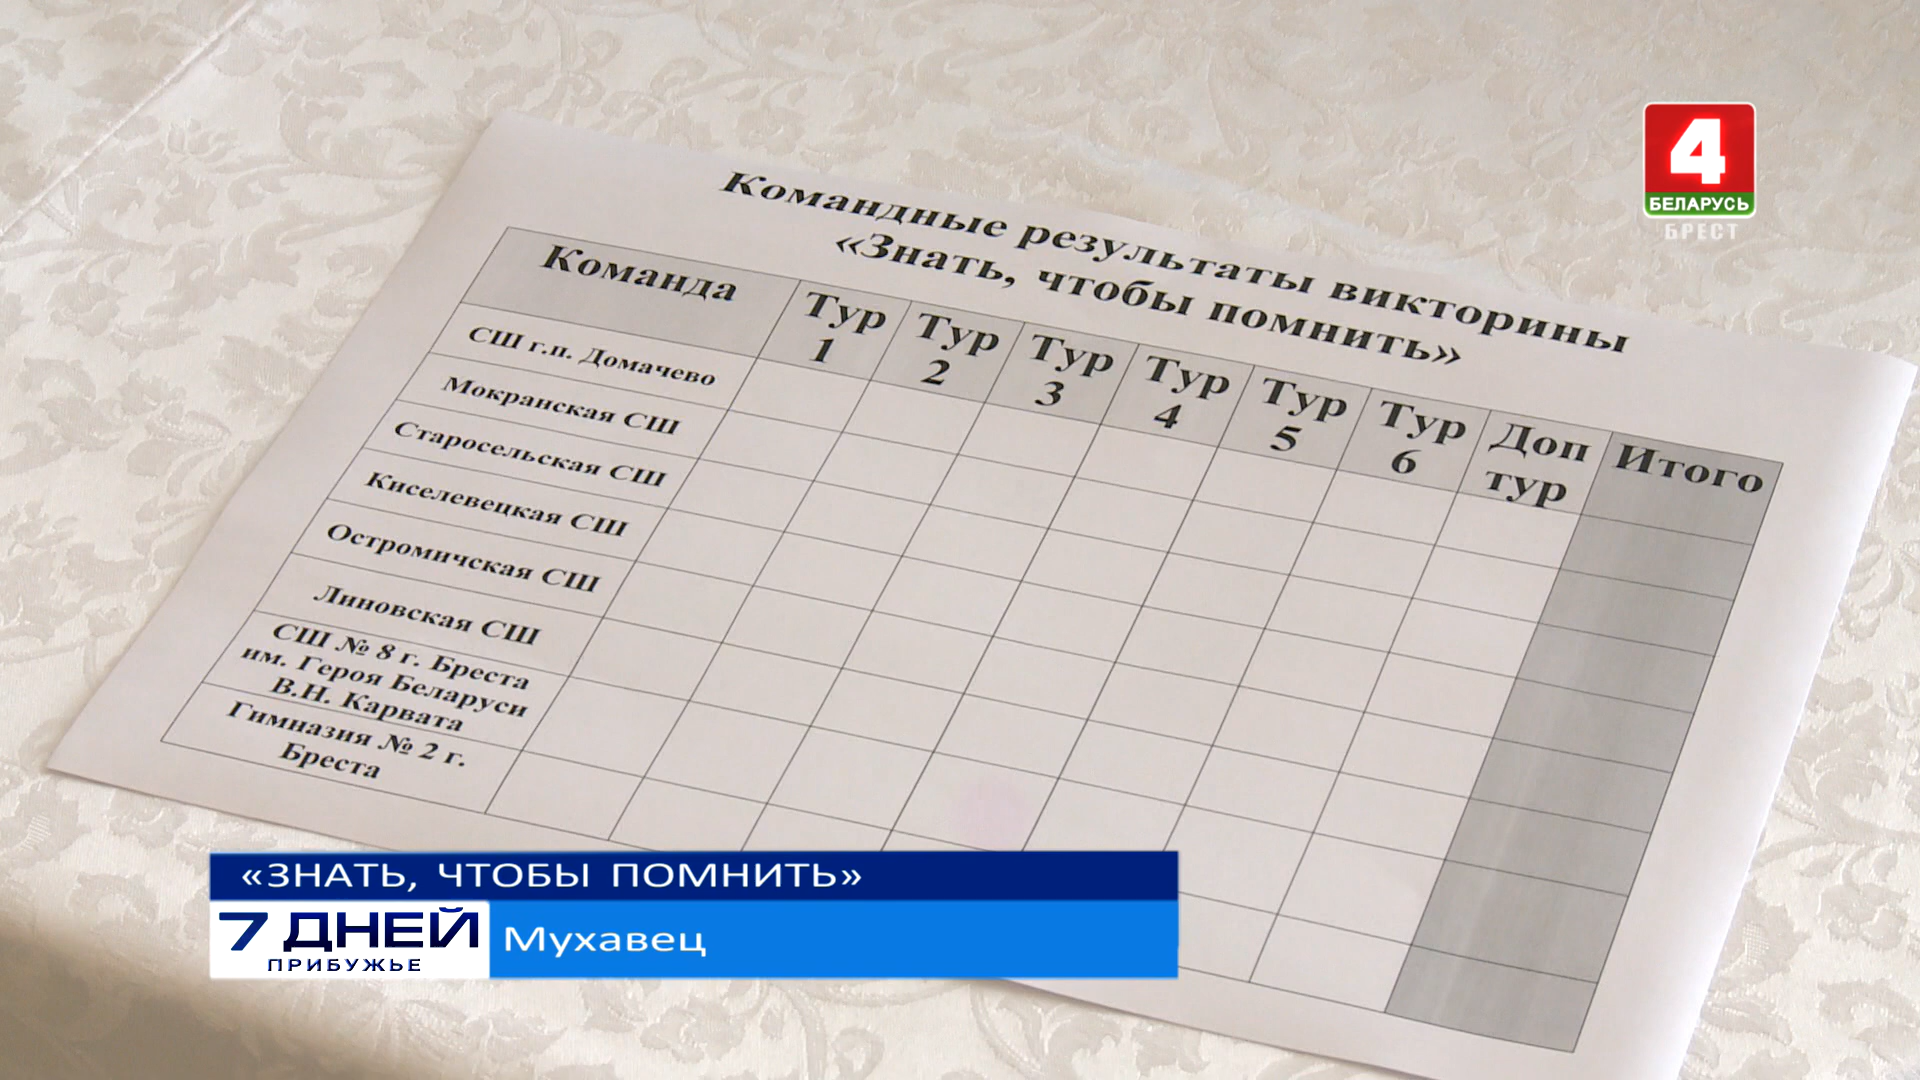 4
БЕЛАРУСЬ
БРЕСТ
Командные результаты викторины
«Знать, чтобы помнить»
Команда Тур 1 Тур 2 Тур 3 Тур 4 Тур 5 Тур 6 Доп тур Итого
СШ г.п. Домачево
Мокранская СШ
Старосельская СШ
Киселевецкая СШ
Остромичская СШ
Линовская СШ
СШ № 8 г. Бреста
им. Героя Беларуси
В.Н. Карвата
Гимназия № 2 г.
Бреста
«ЗНАТЬ, ЧТОБЫ ПОМНИТЬ»
7 ДНЕЙ
ПРИБУЖЬЕ
Мухавец